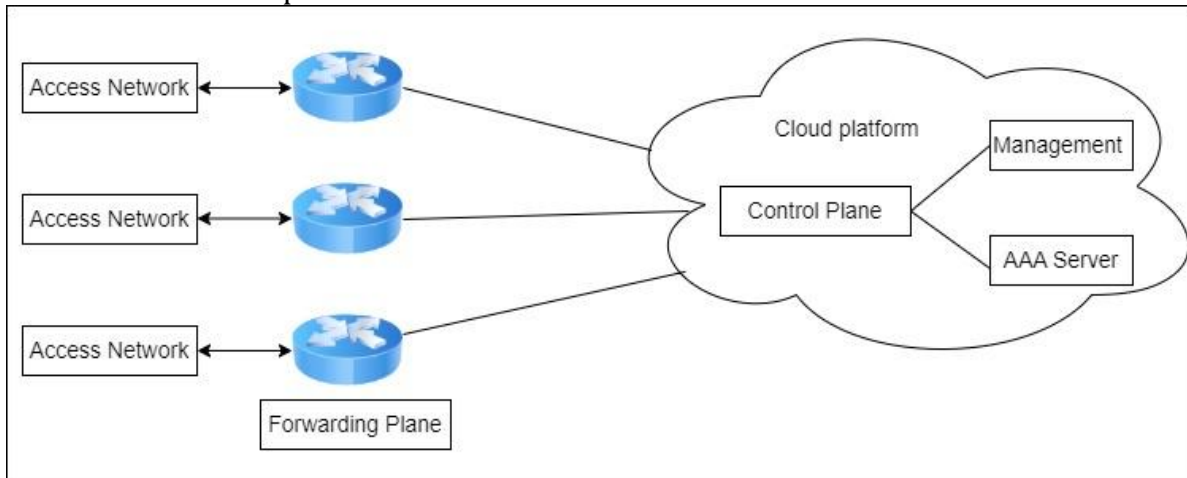 Access Network
Access Network
Access Network
Forwarding Plane
Cloud platform
Control Plane
Management
AAA Server